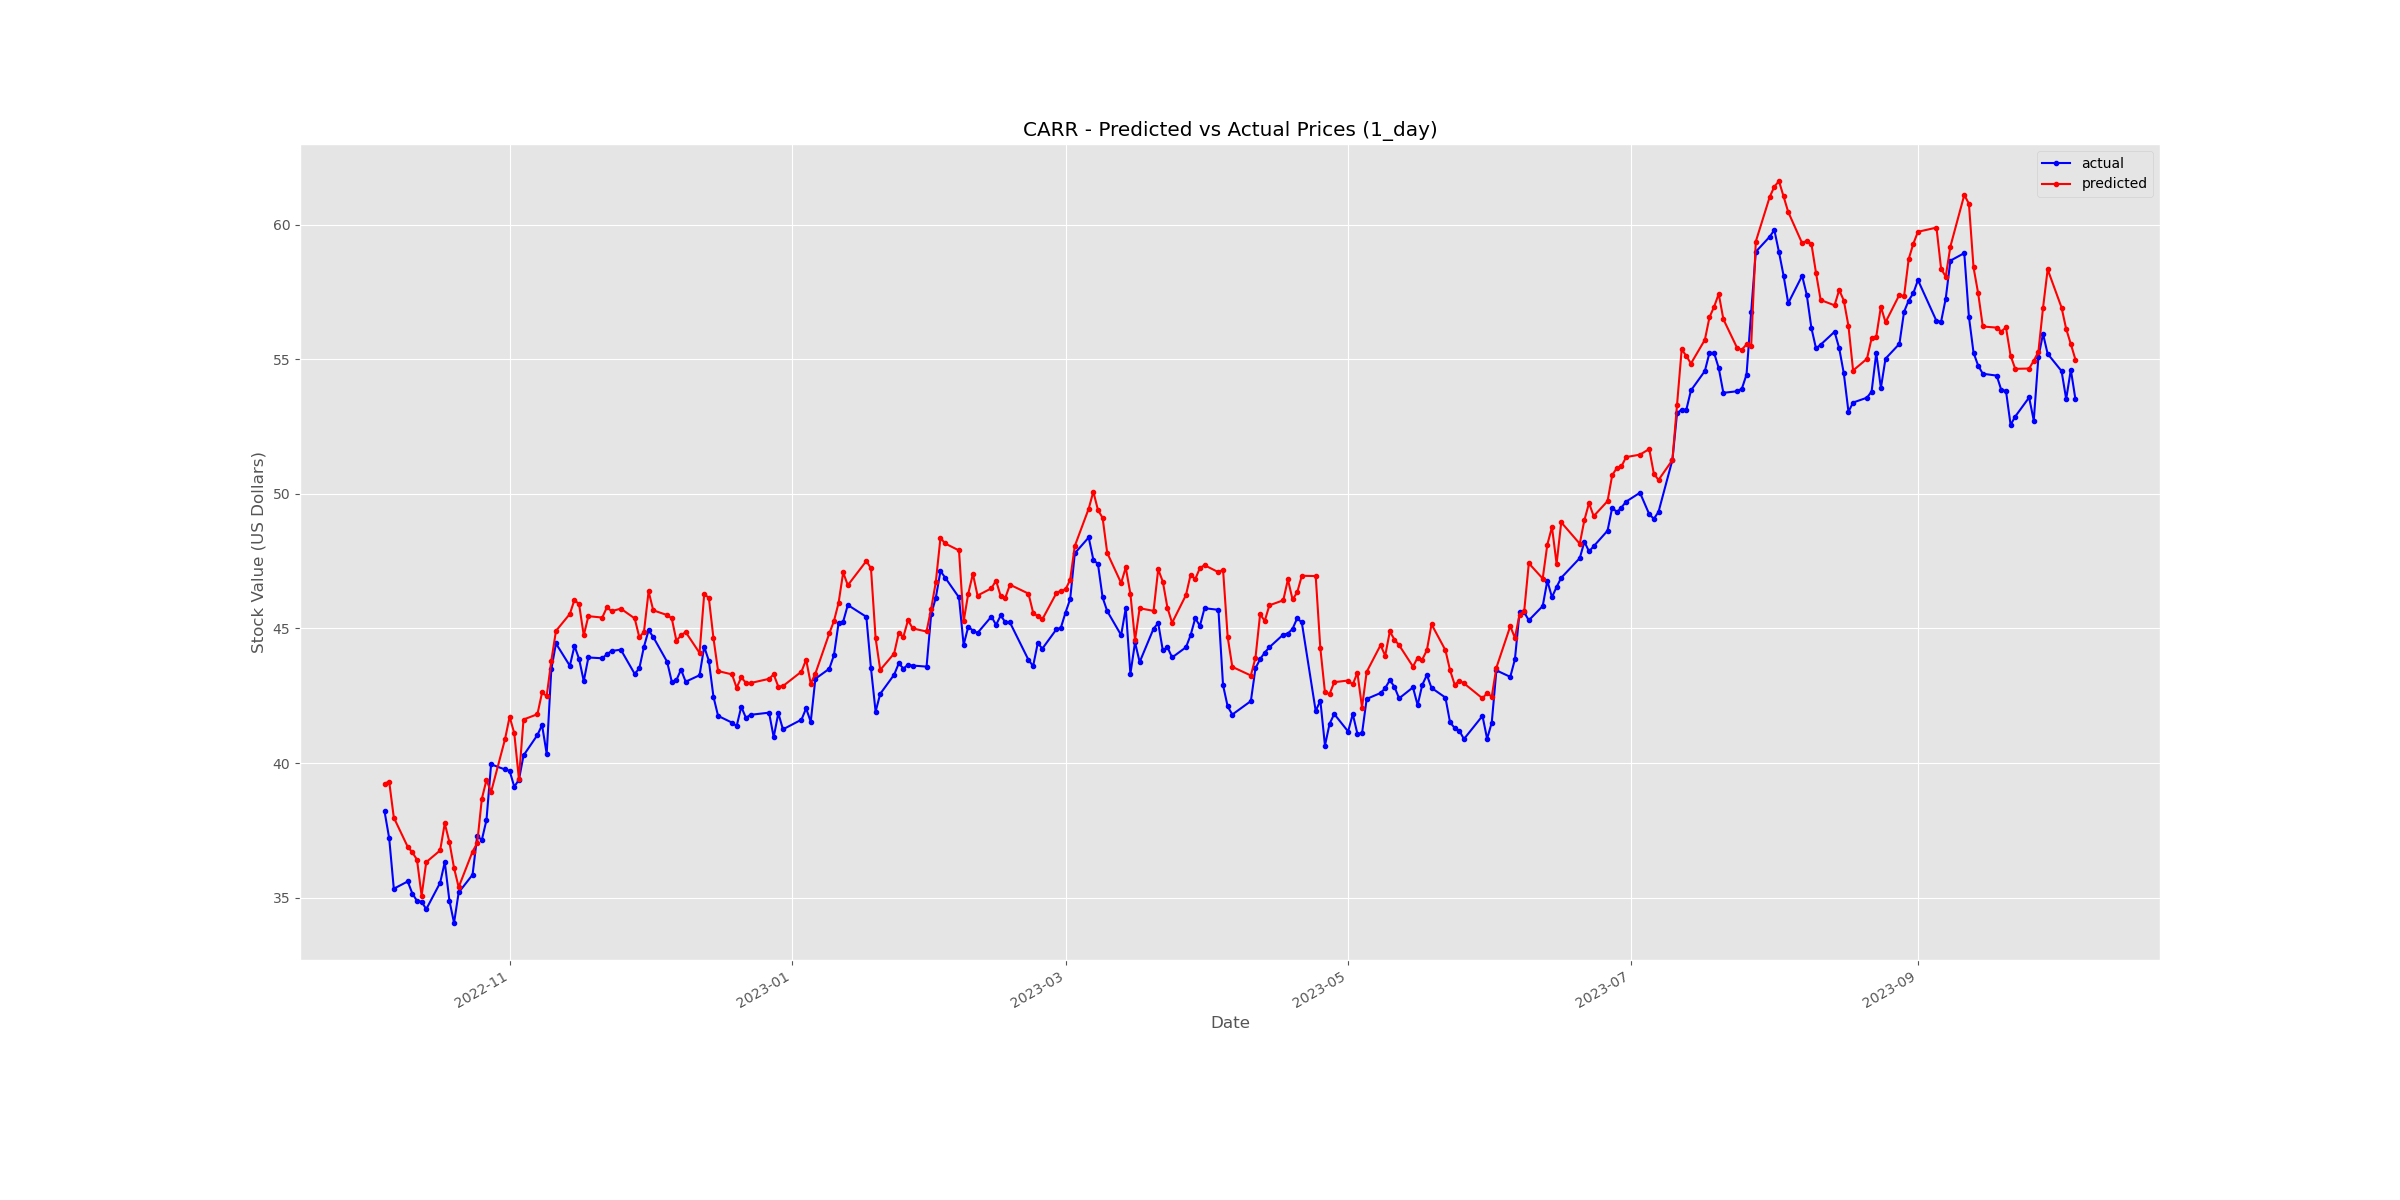 CARR - Predicted vs Actual Prices (1_day)
actual
predicted
Stock Value (US Dollars)
60
55
50
45
40
35
2022-11
2023-01
2023-03
2023-05
2023-07
2023-09
Date